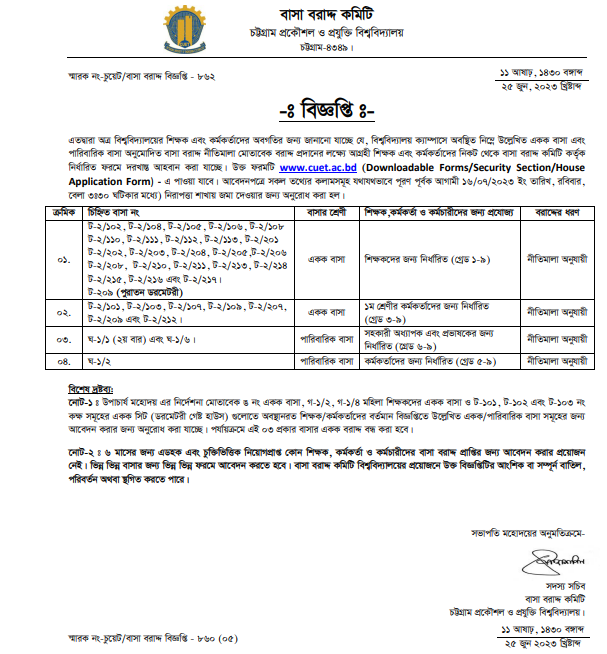 বাসা বরাদ্দ কমিটি
চট্টগ্রাম প্রকৌশল ও প্রযুক্তি বিশ্ববিদ্যালয়
চট্টগ্রাম-৪৩৪৯।
স্মারক নং-চুয়েট/বাসা বরাদ্দ বিজ্ঞপ্তি - ৮৬২
১১ আষাঢ়, ১৪৩০ বঙ্গাব্দ
২৫ জুন, ২০২৩ খ্রিষ্টাব্দ
-ঃ বিজ্ঞপ্তি ঃ-
এতদ্বারা অত্র বিশ্ববিদ্যালয়ের শিক্ষক এবং কর্মকর্তাদের অবগতির জন্য জানানো যাচ্ছে যে, বিশ্ববিদ্যালয় ক্যাম্পাসে অবস্থিত নিম্নে উল্লেখিত একক বাসা এবং
পারিবারিক বাসা অনুমোদিত বাসা বরাদ্দ নীতিমালা মোতাবেক বরাদ্দ প্রদানের লক্ষ্যে আগ্রহী শিক্ষক এবং কর্মকর্তাদের নিকট থেকে বাসা বরাদ্দ কমিটি কর্তৃক
নির্ধারিত ফরমে দরখাস্ত আহবান করা যাচ্ছে। উক্ত ফরমটি www.cuet.ac.bd (Downloadable Forms/Security Section/House
Application Form) - এ পাওয়া যাবে। আবেদনপত্রে সকল তথ্যের কলামসমূহ যথাযথভাবে পূরণ পূর্বক আগামী ১৬/০৭/২০২৩ ইং তারিখ, রবিবার,
বেলা ৩ঃ৩০ ঘটিকার মধ্যে) নিরাপত্তা শাখায় জমা দেওয়ার জন্য অনুরোধ করা হল।
ক্রমিক চিহ্নিত বাসা নং বাসার শ্রেণী শিক্ষক,কর্মকর্তা ও কর্মচারীদের জন্য প্রযোজ্য বরাদ্দের ধরণ
০১. ট-২/১০২, ট-২/১০৪, ট-২/১০৫, ট-২/১০৬, ট-২/১০৮
ট-২/১১০, ট-২/১১১, ট-২/১১২, ট-২/১১৩, ট-২/২০১
ট-২/২০২, ট-২/২০৩, ট-২/২০৪, ট-২/২০৫,ট-২/২০৬
ট-২/২০৮, ট-২/২১০, ট-২/২১১, ট-২/২১৩, ট-২/২১৪
ট-২/২১৫, ট-২/২১৬ এবং ট-২/২১৭।
ট-২০৯ (পুরাতন ডরমেটরী)
একক বাসা শিক্ষকদের জন্য নির্ধারিত (গ্রেড ১-৯) নীতিমালা অনুযায়ী
০২. ট-২/১০১, ট-২/১০৩, ট-২/১০৭, ট-২/১০৯, ট-২/২০৭,
ট-২/২০৯ এবং ট-২/২১২।
একক বাসা ১ম শ্রেণীর কর্মকর্তাদের জন্য নির্ধারিত
(গ্রেড ৩-৯)
নীতিমালা অনুযায়ী
০৩. ঘ-১/১ (২য় বার) এবং ঘ-১/৬। পারিবারিক বাসা সহকারী অধ্যাপক এবং প্রভাষকের জন্য
নির্ধারিত (গ্রেড ৬-৯)
নীতিমালা অনুযায়ী
০৪. ঘ-১/২ পারিবারিক বাসা কর্মকর্তাদের জন্য নির্ধারিত (গ্রেড ৫-৯) নীতিমালা অনুযায়ী
বিশেষ দ্রষ্টব্যঃ
নোট-১ ঃ উপাচার্য মহোদয় এর নির্দেশনা মোতাবেক ঙ নং একক বাসা, গ-১/২, গ-১/৪ মহিলা শিক্ষকদের একক বাসা ও ট-১০১, ট-১০২ এবং ট-১০৩ নং
কক্ষ সমূহের একক সিট (ডরমেটরী গেষ্ট হাউস) গুলোতে অবস্থানরত শিক্ষক/কর্মকর্তাদের বর্তমান বিজ্ঞপ্তিতে উল্লেখিত একক/পারিবারিক বাসা সমূহের জন্য
আবেদন করার জন্য অনুরোধ করা যাচ্ছে। পর্যায়ক্রমে এই ০৩ প্রকার বাসার একক বরাদ্দ বন্ধ করা হবে।
নোট-২ ঃ ৬ মাসের জন্য এডহক এবং চুক্তিভিত্তিক নিয়োগপ্রাপ্ত কোন শিক্ষক, কর্মকর্তা ও কর্মচারীদের বাসা বরাদ্দ প্রাপ্তির জন্য আবেদন করার প্রয়োজন
নেই। ভিন্ন ভিন্ন বাসার জন্য ভিন্ন ভিন্ন ফরমে আবেদন করতে হবে। বাসা বরাদ্দ কমিটি বিশ্ববিদ্যালয়ের প্রয়োজনে উক্ত বিজ্ঞপ্তিটির আংশিক বা সম্পূর্ন বাতিল,
পরিবর্তন অথবা স্থগিত করতে পারে।
সভাপতি মহোদয়ের অনুমতিক্রমে-
সদস্য সচিব
বাসা বরাদ্দ কমিটি
চট্টগ্রাম প্রকৌশল ও প্রযুক্তি বিশ্ববিদ্যালয়।
স্মারক নং-চুয়েট/বাসা বরাদ্দ বিজ্ঞপ্তি - ৮৬০ (০৫)
১১ আষাঢ়, ১৪৩০ বঙ্গাব্দ
২৫ জুন, ২০২৩ খ্রিষ্টাব্দ